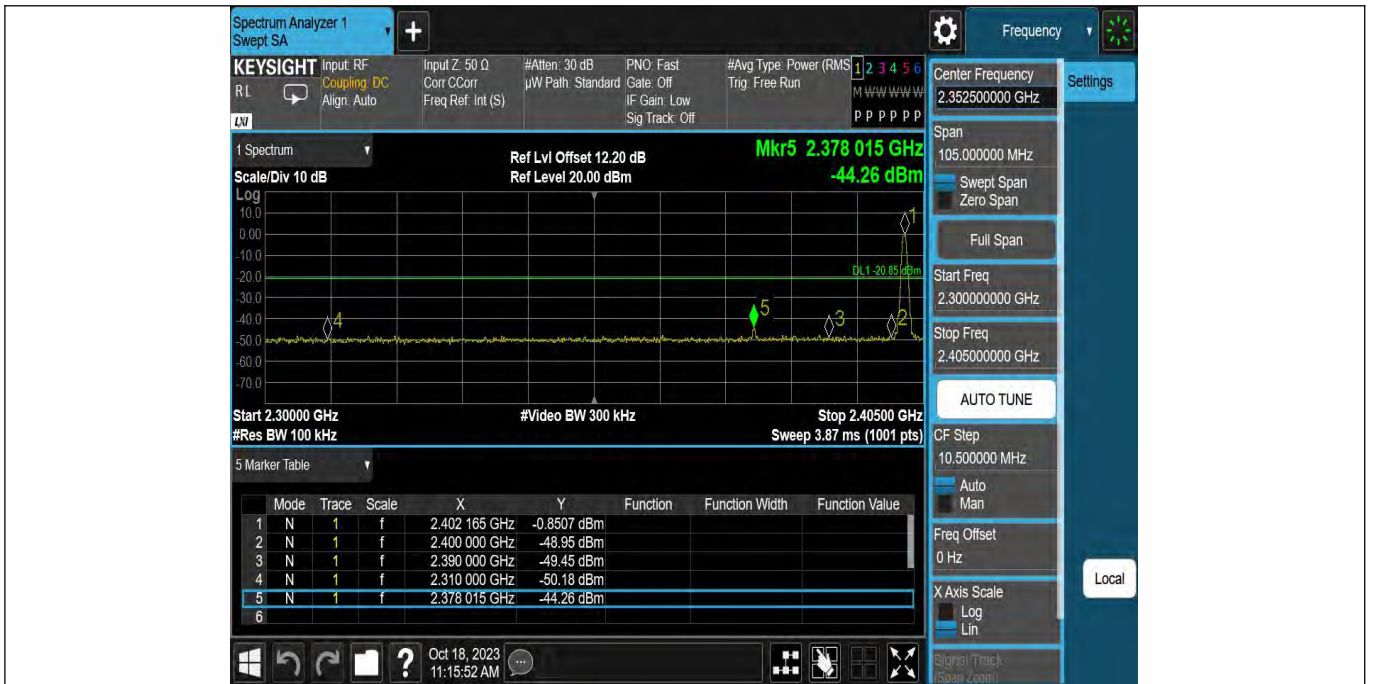 Spectrum Analyzer 1
Swept SA
+
Frequency
KEYSIGHT
R L
LXI
Input: RF
Coupling: DC
Align: Auto
Input Z: 50 Ω
Corr CCorr
Freq Ref: Int (S)
#Atten: 30 dB
µW Path: Standard
PNO: Fast
Gate: Off
IF Gain: Low
Sig Track: Off
#Avg Type: Power (RMS
Trig: Free Run
1 2 3 4 5 6
M W W W W W
P P P P P P
1 Spectrum
Scale/Div 10 dB
Ref Lvl Offset 12.20 dB
Ref Level 20.00 dBm
Mkr5 2.378 015 GHz
-44.26 dBm
Log
10.0
0.00
-10.0
-20.0
-30.0
-40.0
-50.0
-60.0
-70.0
1
DL1 -20.85 dBm
5
4
3
2
Start 2.30000 GHz
#Video BW 300 kHz
Stop 2.40500 GHz
#Res BW 100 kHz
Sweep 3.87 ms (1001 pts)
5 Marker Table
Mode Trace Scale X Y Function Function Width Function Value
1 N 1 f 2.402 165 GHz -0.8507 dBm
2 N 1 f 2.400 000 GHz -48.95 dBm
3 N 1 f 2.390 000 GHz -49.45 dBm
4 N 1 f 2.310 000 GHz -50.18 dBm
5 N 1 f 2.378 015 GHz -44.26 dBm
6
?
Oct 18, 2023
11:15:52 AM
Center Frequency
2.352500000 GHz
Settings
Span
105.000000 MHz
Swept Span
Zero Span
Full Span
Start Freq
2.300000000 GHz
Stop Freq
2.405000000 GHz
AUTO TUNE
CF Step
10.500000 MHz
Auto
Man
Freq Offset
0 Hz
Local
X Axis Scale
Log
Lin
Signal Track
(Span Zoom)